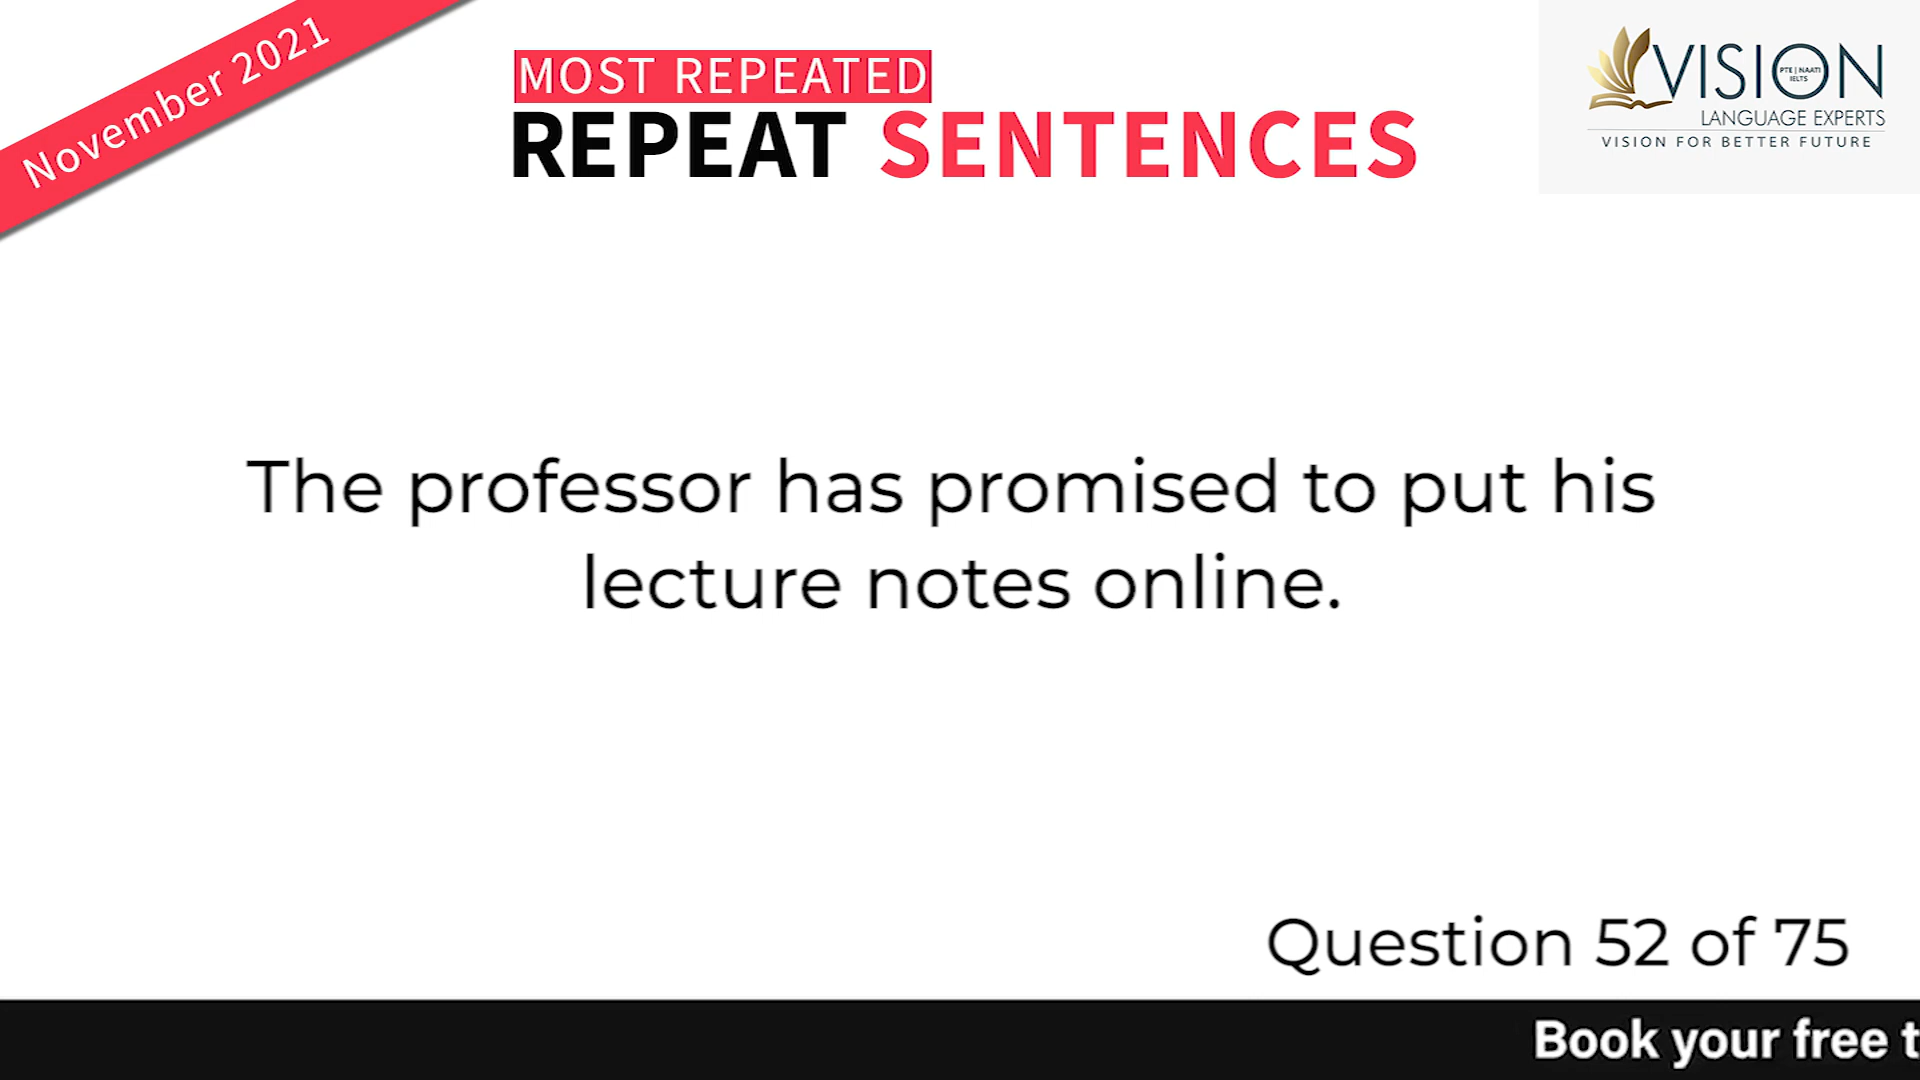 November 2021
MOST REPEATED
REPEAT SENTENCES
VISION
PTE | NAATI
IELTS
LANGUAGE EXPERTS
VISION FOR BETTER FUTURE
The professor has promised to put his
lecture notes online.
Question 52 of 75
Book your free t